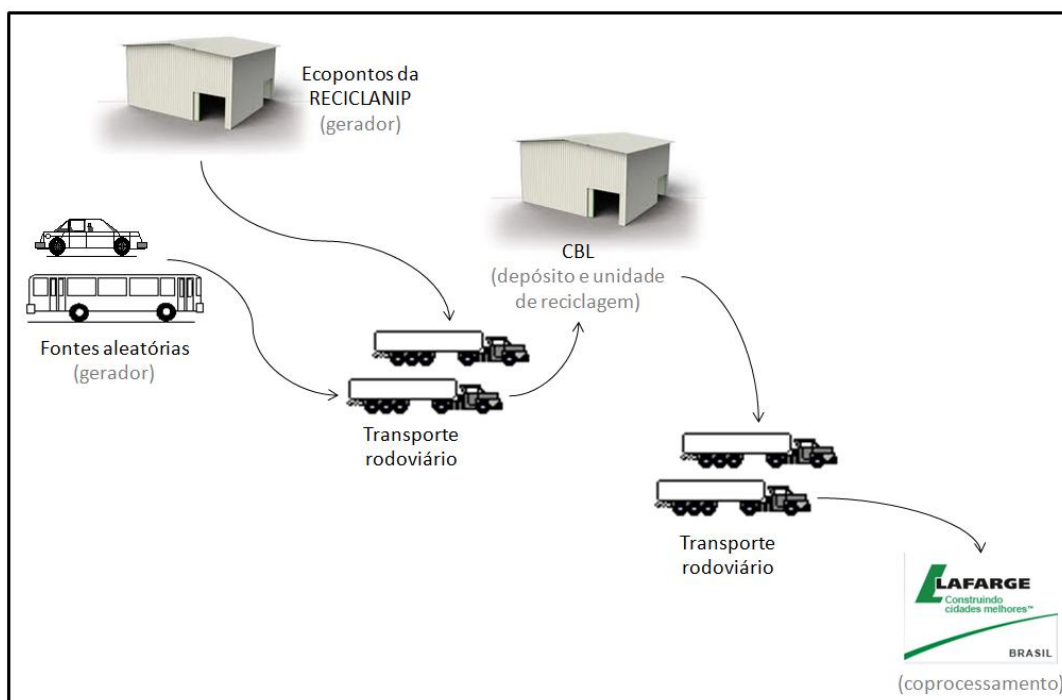 Ecopontos da
RECICLANIP
(gerador)
CBL
(depósito e unidade
de reciclagem)
Fontes aleatórias
(gerador)
Transporte
rodoviário
Transporte
rodoviário
LAFARGE
Construindo
cidades melhores™
BRASIL
(coprocessamento)